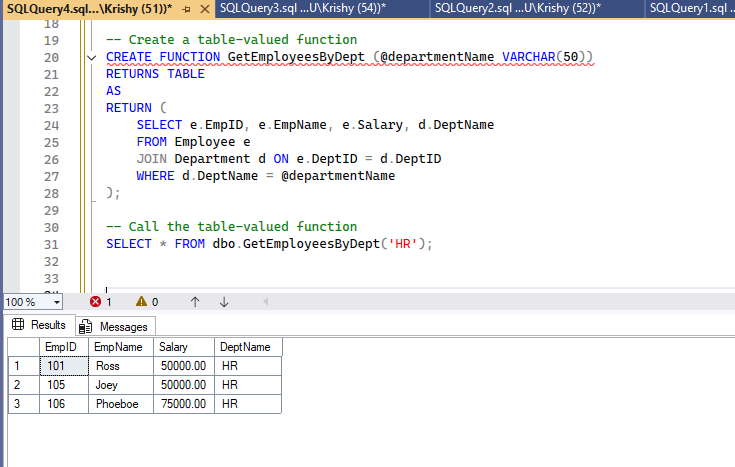 SQLQuery4.sql...\Krishy (51))*
SQLQuery3.sql ...U\Krishy (54))*
SQLQuery2.sql ...U\Krishy (52))*
SQLQuery1.sql ...
18
19 -- Create a table-valued function
20 CREATE FUNCTION GetEmployeesByDept (@departmentName VARCHAR(50))
21 RETURNS TABLE
22 AS
23 RETURN (
24 SELECT e.EmpID, e.EmpName, e.Salary, d.DeptName
25 FROM Employee e
26 JOIN Department d ON e.DeptID = d.DeptID
27 WHERE d.DeptName = @departmentName
28 );
29
30 -- Call the table-valued function
31 SELECT * FROM dbo.GetEmployeesByDept('HR');
32
33
100 % 1 0
Results Messages
EmpID EmpName Salary DeptName
1 101 Ross 50000.00 HR
2 105 Joey 50000.00 HR
3 106 Phoeboe 75000.00 HR